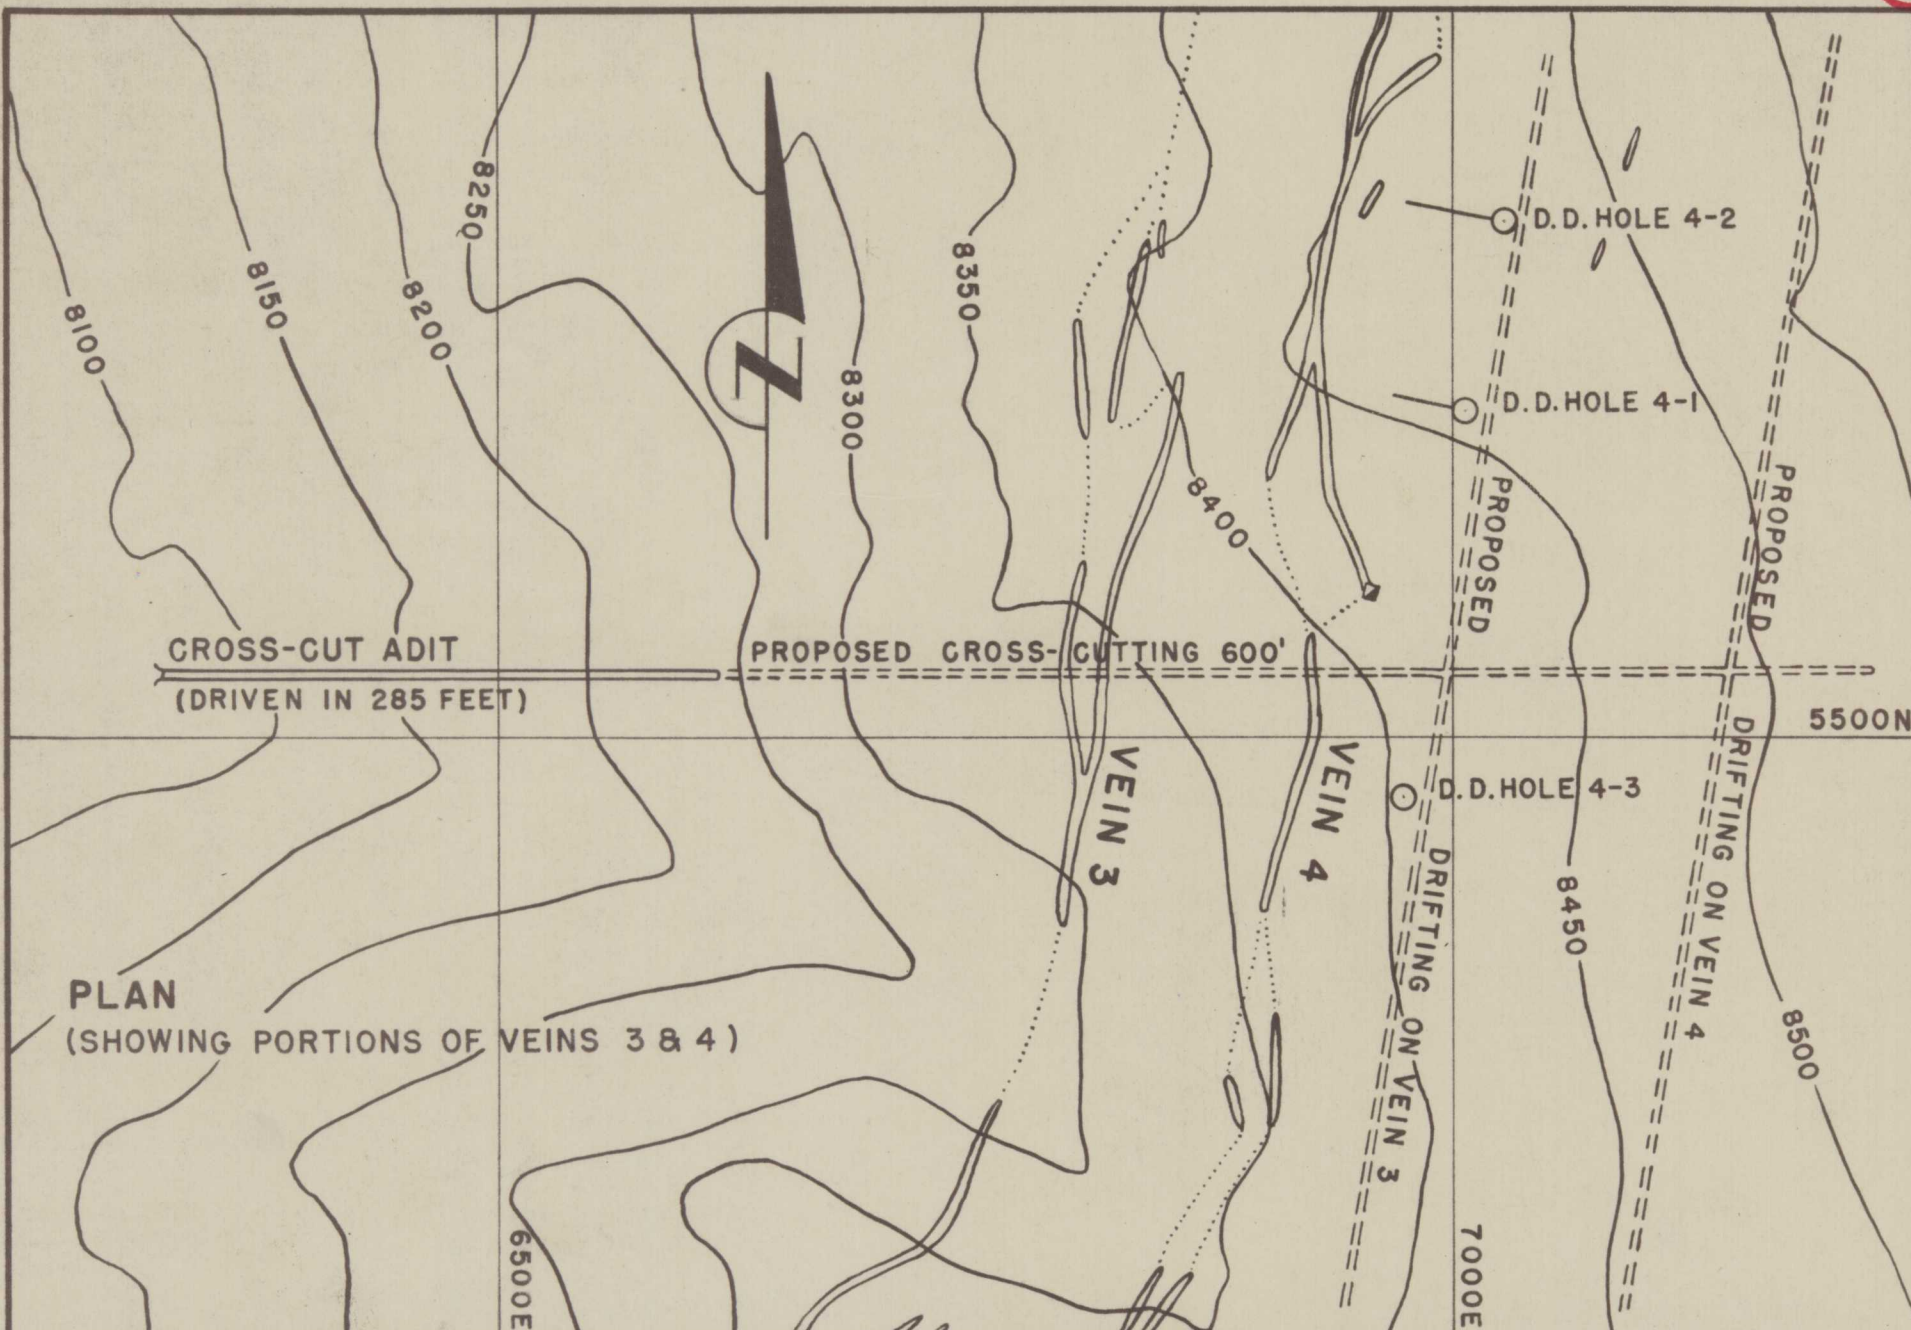 8250
8150
8200
8350
8100
8300
N
D.D.HOLE 4-2
D.D.HOLE 4-1
8400
PROPOSED
PROPOSED
CROSS-CUT ADIT
(DRIVEN IN 285 FEET)
PROPOSED CROSS-CUTTING 600'
5500N
VEIN 3
VEIN 4
D.D.HOLE 4-3
DRIFTING ON VEIN 3
DRIFTING ON VEIN 4
8450
8500
PLAN
(SHOWING PORTIONS OF VEINS 3 & 4)
6500E
7000E